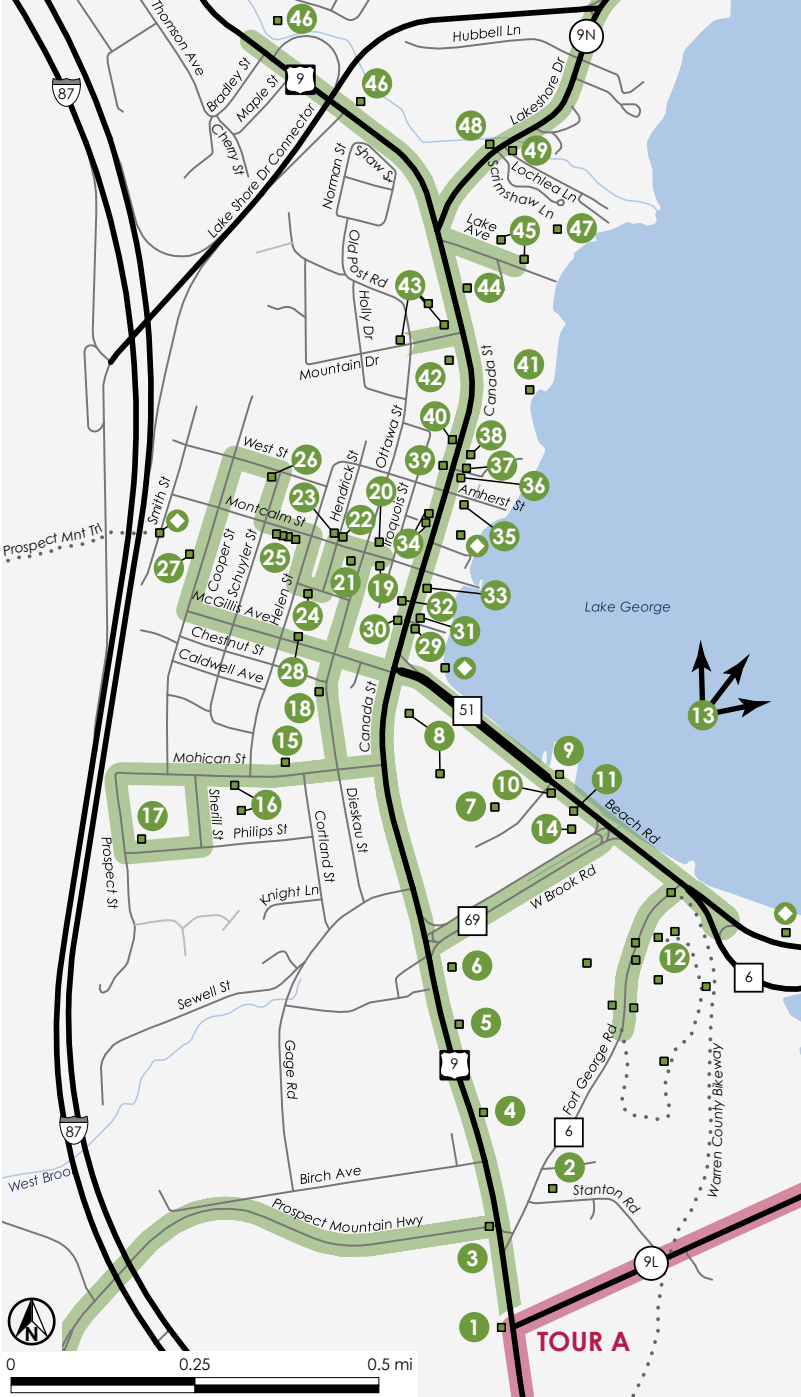 46
Hubbell Ln
9N
Thomson Ave
9
87
Bradley St
Maple St
46
Lakeshore Dr
Cherry St
48
49
Lake Shore Dr Connector
Norman St
Shaw St
Lochlea Ln
Scrimshaw Ln
Lake
Ave
45
47
Old Post Rd
43
44
Holly Dr
Mountain Dr
42
Canada St
41
40
Ottawa St
38
West St
39
37
26
Hendrick St
20
Iroquois St
36
Amherst St
23
22
Smith St
Montcalm St
34
35
Prospect Mnt Trl
25
Cooper St
Schuyler St
27
21
19
33
Helen St
McGillis Ave
24
32
Lake George
30
31
29
Chestnut St
28
Caldwell Ave
18
Canada St
51
13
8
15
Mohican St
9
10
11
16
7
17
Sherill St
14
Beach Rd
Philips St
Cortland St
Dieskau St
Prospect St
Knight Ln
W Brook Rd
69
12
6
6
Sewell St
5
Gage Rd
9
Fort George Rd
Warren County Bikeway
4
87
6
West Broo
Birch Ave
2
Stanton Rd
Prospect Mountain Hwy
3
9L
N
1
TOUR A
0
0.25
0.5 mi